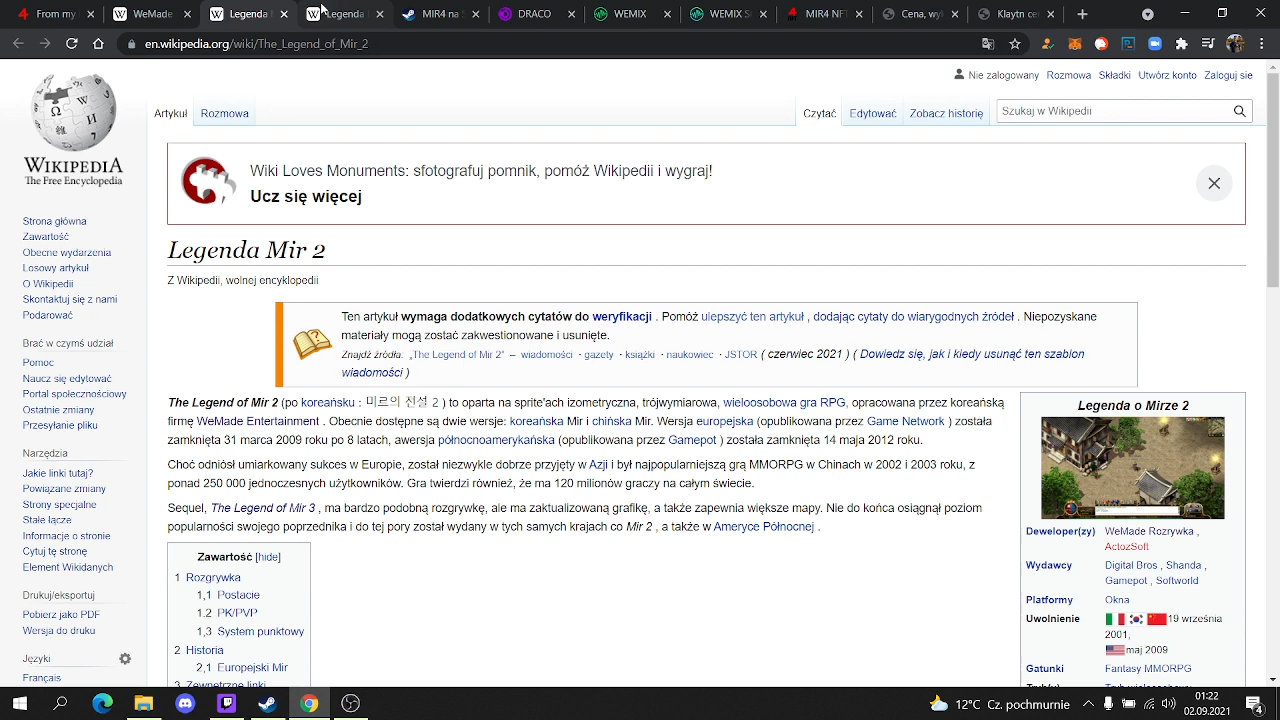 From my
WeMade
Legenda
Legenda
MIR4 na S
DRACO
WEMIX
WEMIX S
MIR4 NF
Cena, wy
Klaytn ce
en.wikipedia.org/wiki/The_Legend_of_Mir_2
Nie zalogowany Rozmowa Składki Utwórz konto Zaloguj sie
Artykuł Rozmowa Czytać Edytować Zobacz historię Szukaj w Wikipedii
WIKIPEDIA
The Free Encyclopedia
Wiki Loves Monuments: sfotografuj pomnik, pomóż Wikipedii i wygraj!
Ucz się więcej
Strona główna
Zawartość
Obecne wydarzenia
Losowy artykuł
O Wikipedii
Skontaktuj się z nami
Podarować
Brać w czymś udział
Pomoc
Naucz się edytować
Portal społecznościowy
Ostatnie zmiany
Przesyłanie pliku
Narzędzia
Jakie linki tutaj?
Powiązane zmiany
Strony specjalne
Stałe łącze
Informacje o stronie
Cytuj tę stronę
Element Wikidanych
Drukuj/eksportuj
Pobierz jako PDF
Wersja do druku
Języki
Français
Legenda Mir 2
Z Wikipedii, wolnej encyklopedii
Ten artykuł wymaga dodatkowych cytatów do weryfikacji . Pomóż ulepszyć ten artykuł , dodając cytaty do wiarygodnych źródeł . Niepozyskane
materiały mogą zostać zakwestionowane i usunięte.
Znajdź źródła: „The Legend of Mir 2” – wiadomości · gazety · książki · naukowiec · JSTOR ( czerwiec 2021 ) ( Dowiedz się, jak i kiedy usunąć ten szablon
wiadomości )
The Legend of Mir 2 (po koreańsku : 미르의 전설 2 ) to oparta na sprite'ach izometryczna, trójwymiarowa, wieloosobowa gra RPG, opracowana przez koreańską
firmę WeMade Entertainment . Obecnie dostępne są dwie wersje: koreańska Mir i chińska Mir. Wersja europejska (opublikowana przez Game Network ) została
zamknięta 31 marca 2009 roku po 8 latach, awersja północnoamerykańska (opublikowana przez Gamepot ) została zamknięta 14 maja 2012 roku.
Choć odniósł umiarkowany sukces w Europie, został niezwykle dobrze przyjęty w Azji i był najpopularniejszą grą MMORPG w Chinach w 2002 i 2003 roku, z
ponad 250 000 jednoczesnych użytkowników. Gra twierdzi również, że ma 120 milionów graczy na całym świecie.
Sequel, The Legend of Mir 3 , ma bardzo podobną rozgrywkę, ale ma zaktualizowaną grafikę, a także zapewnia większe mapy. Nie do końca osiągnął poziom
popularności swojego poprzednika i do tej pory został wydany w tych samych krajach co Mir 2 , a także w Ameryce Północnej .
Zawartość [hide]
1 Rozgrywka
1,1 Postacie
1.2 PK/PVP
1,3 System punktowy
2 Historia
2,1 Europejski Mir
3 Zewnętrzne linki
Legenda o Mirze 2
Deweloper(zy) WeMade Rozrywka ,
ActozSoft
Wydawcy Digital Bros , Shanda ,
Gamepot , Softworld
Platformy Okna
Uwolnienie 19 września
2001,
maj 2009
Gatunki Fantasy MMORPG
Tryb(y) Tryb wieloosobowy
12°C Cz. pochmurnie
01:22
02.09.2021
4